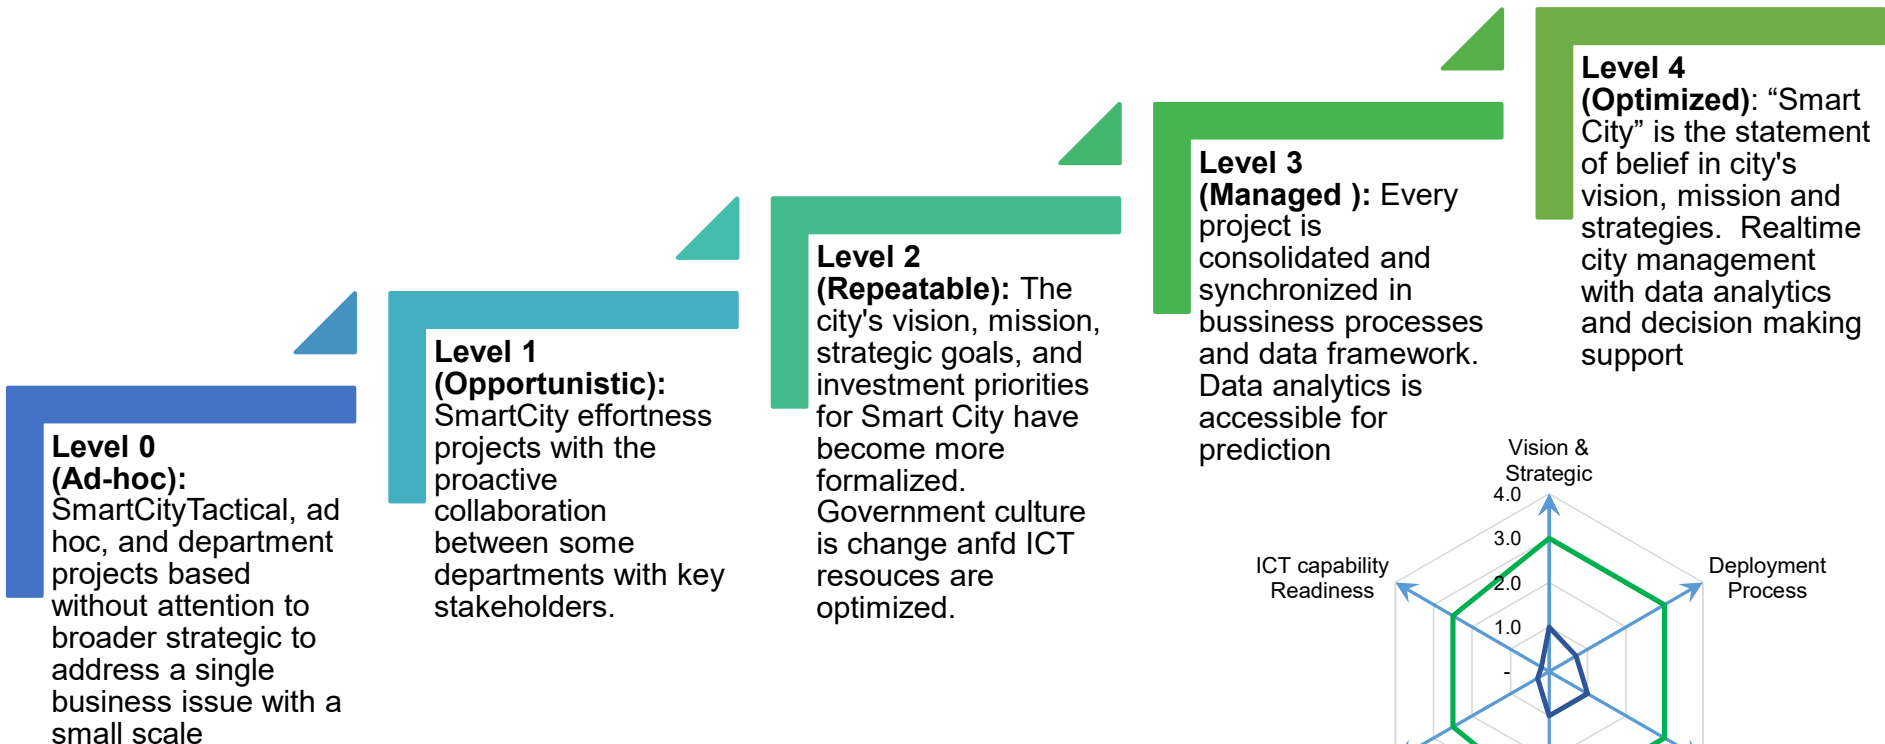 Level 0
(Ad-hoc):
SmartCityTactical, ad
hoc, and department
projects based
without attention to
broader strategic to
address a single
business issue with a
small scale
Level 1
(Opportunistic):
SmartCity effortness
projects with the
proactive
collaboration
between some
departments with key
stakeholders.
Level 2
(Repeatable): The
city's vision, mission,
strategic goals, and
investment priorities
for Smart City have
become more
formalized.
Government culture
is change anfd ICT
resouces are
optimized.
Level 3
(Managed ): Every
project is
consolidated and
synchronized in
bussiness processes
and data framework.
Data analytics is
accessible for
prediction
Level 4
(Optimized): “Smart
City” is the statement
of belief in city's
vision, mission and
strategies.  Realtime
city management
with data analytics
and decision making
support
Vision &
Strategic
4.0
3.0
2.0
1.0
-
ICT capability
Readiness
Deployment
Process